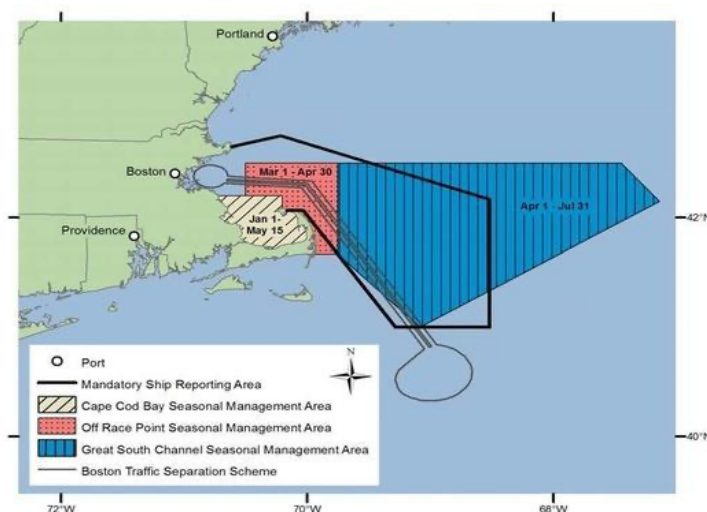 Portland
Boston
Mar 1 - Apr 30
Apr 1 - Jul 31
42°N
Jan 1-
May 15
Providence
N
Port
Mandatory Ship Reporting Area
Cape Cod Bay Seasonal Management Area
Off Race Point Seasonal Management Area
Great South Channel Seasonal Management Area
Boston Traffic Separation Scheme
40°N
72°W
70°W
68°W